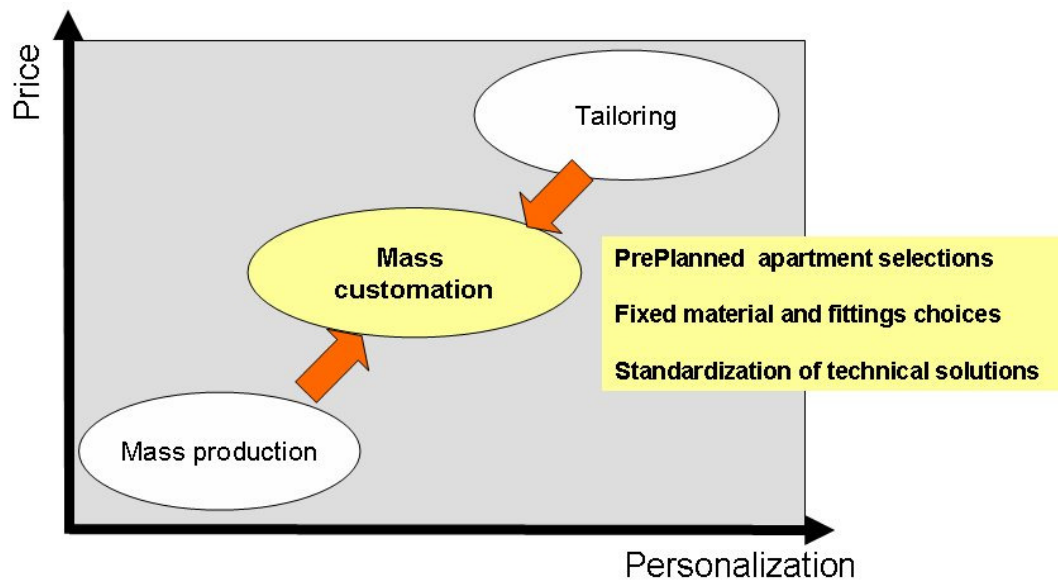 Price
Tailoring
Mass
customation
PrePlanned apartment selections
Fixed material and fittings choices
Standardization of technical solutions
Mass production
Personalization